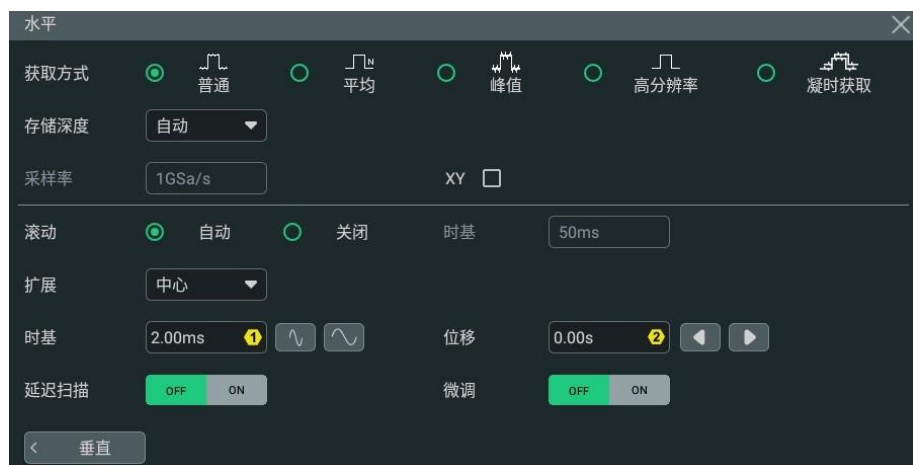 水平
获取方式 普通 N 平均 峰值 高分辨率 凝时获取
存储深度 自动
采样率 1GSa/s XY
滚动 自动 关闭 时基 50ms
扩展 中心
时基 2.00ms 1 位移 0.00s 2
延迟扫描 OFF ON 微调 OFF ON
< 垂直